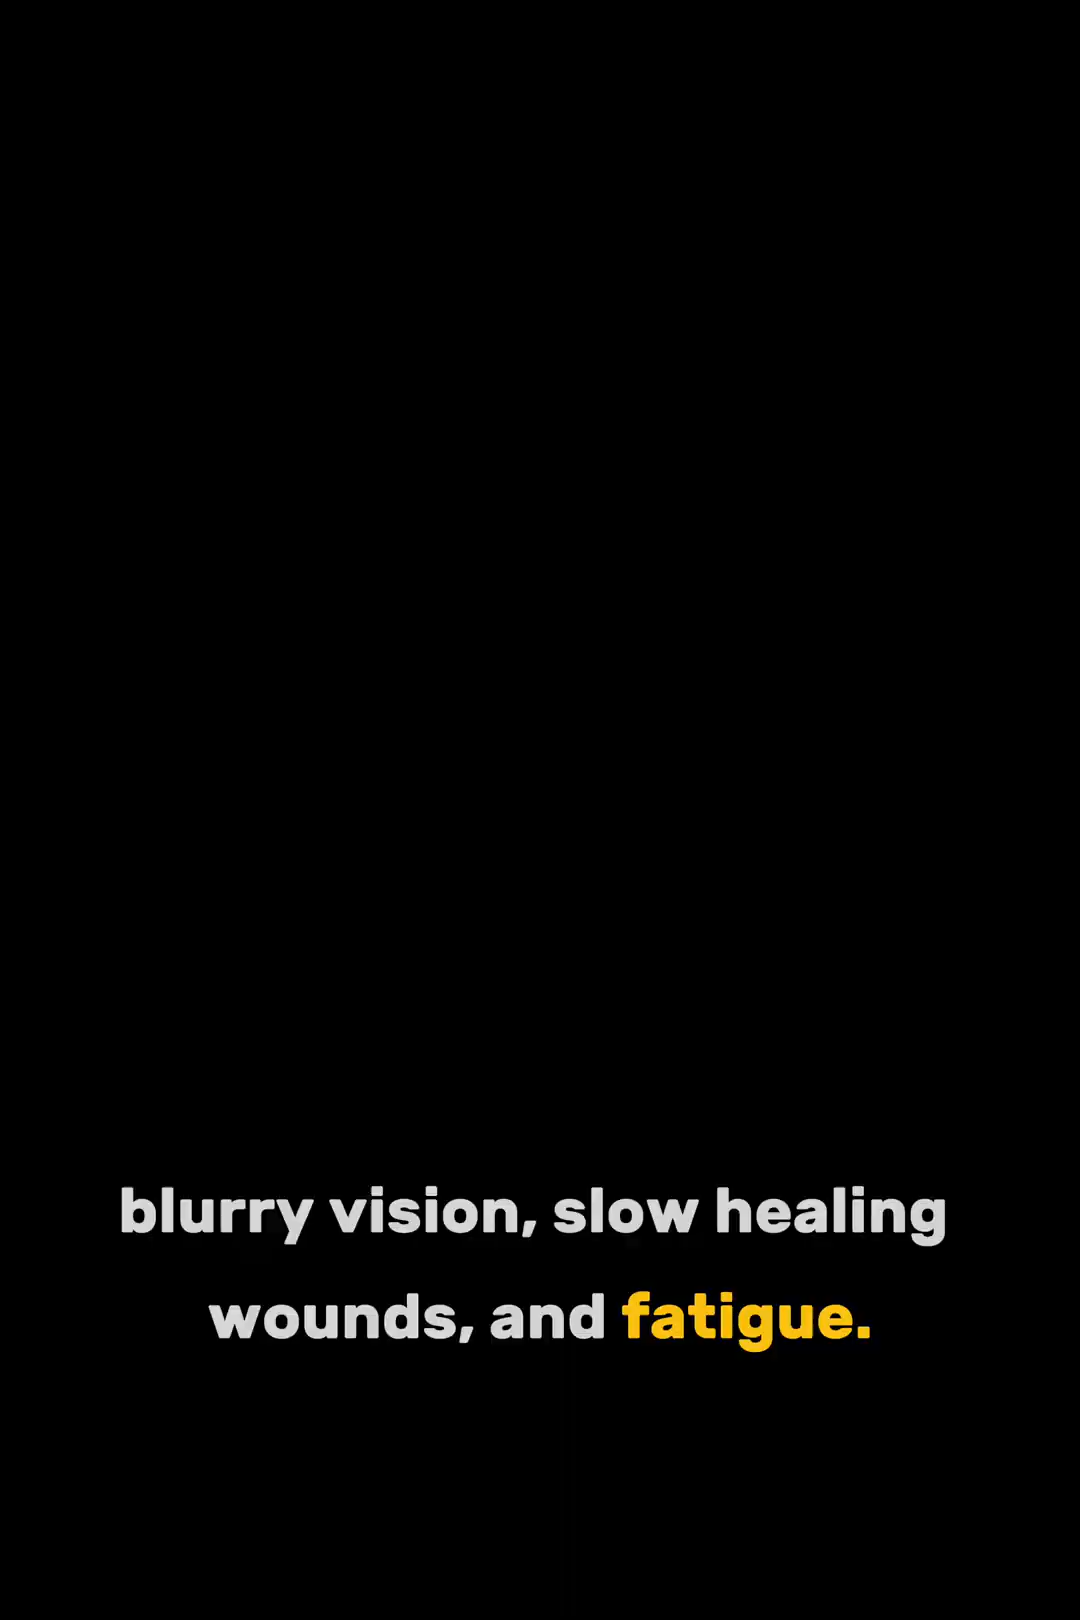 blurry vision, slow healing
wounds, and fatigue.